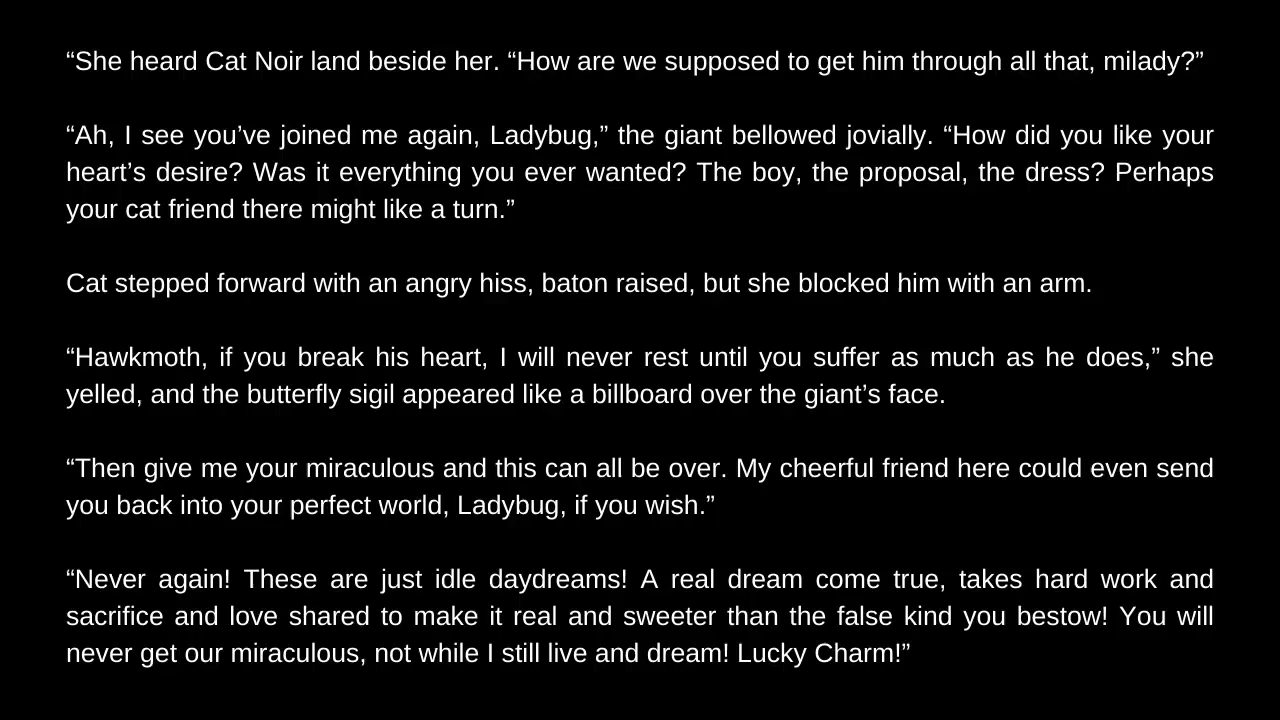 “She heard Cat Noir land beside her. “How are we supposed to get him through all that, milady?”
“Ah, I see you’ve joined me again, Ladybug,” the giant bellowed jovially. “How did you like your
heart’s desire? Was it everything you ever wanted? The boy, the proposal, the dress? Perhaps
your cat friend there might like a turn.”
Cat stepped forward with an angry hiss, baton raised, but she blocked him with an arm.
“Hawkmoth, if you break his heart, I will never rest until you suffer as much as he does,” she
yelled, and the butterfly sigil appeared like a billboard over the giant’s face.
“Then give me your miraculous and this can all be over. My cheerful friend here could even send
you back into your perfect world, Ladybug, if you wish.”
“Never again! These are just idle daydreams! A real dream come true, takes hard work and
sacrifice and love shared to make it real and sweeter than the false kind you bestow! You will
never get our miraculous, not while I still live and dream! Lucky Charm!”